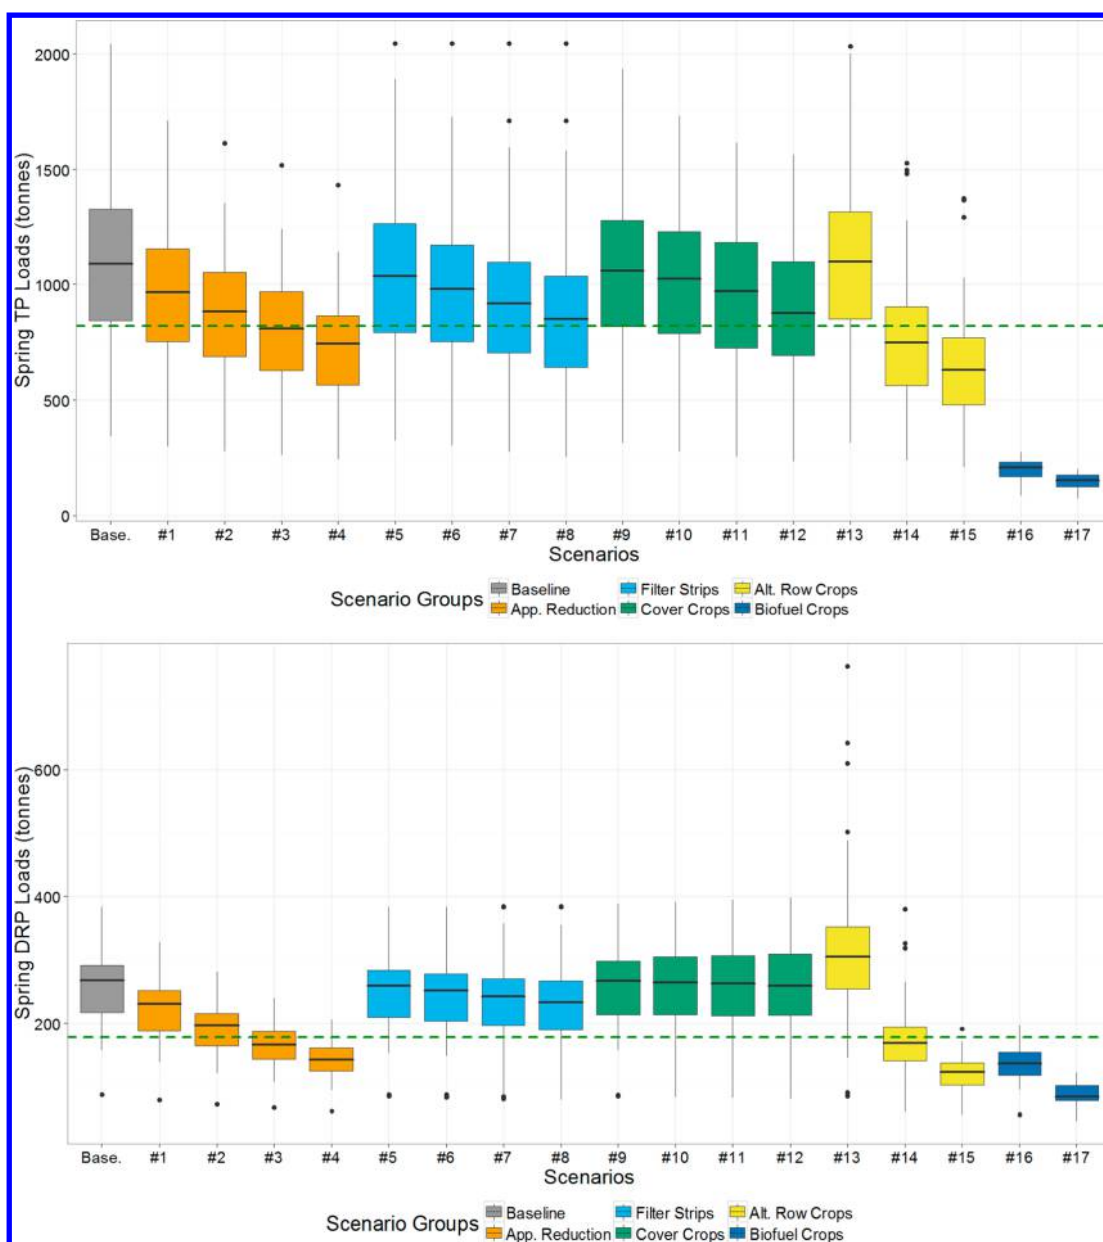 Spring TP Loads (tonnes)
2000
1500
1000
500
0
Base. #1 #2 #3 #4 #5 #6 #7 #8 #9 #10 #11 #12 #13 #14 #15 #16 #17
Scenarios
Scenario Groups
Baseline Filter Strips Alt. Row Crops
App. Reduction Cover Crops Biofuel Crops
Spring DRP Loads (tonnes)
600
400
200
Base. #1 #2 #3 #4 #5 #6 #7 #8 #9 #10 #11 #12 #13 #14 #15 #16 #17
Scenarios
Scenario Groups
Baseline Filter Strips Alt. Row Crops
App. Reduction Cover Crops Biofuel Crops